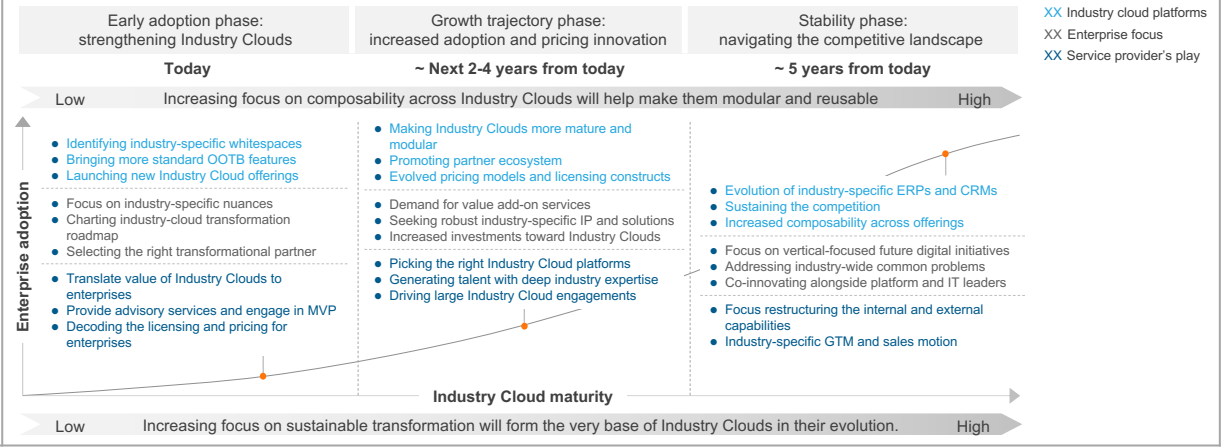 Early adoption phase:
strengthening Industry Clouds
Growth trajectory phase:
increased adoption and pricing innovation
Stability phase:
navigating the competitive landscape
XX Industry cloud platforms
XX Enterprise focus
XX Service provider's play
Today
~ Next 2-4 years from today
~ 5 years from today
Low
Increasing focus on composability across Industry Clouds will help make them modular and reusable
High
Enterprise adoption
• Identifying industry-specific whitespaces
• Bringing more standard OOTB features
• Launching new Industry Cloud offerings
• Focus on industry-specific nuances
• Charting industry-cloud transformation
roadmap
• Selecting the right transformational partner
• Translate value of Industry Clouds to
enterprises
• Provide advisory services and engage in MVP
• Decoding the licensing and pricing for
enterprises
• Making Industry Clouds more mature and
modular
• Promoting partner ecosystem
• Evolved pricing models and licensing constructs
• Demand for value add-on services
• Seeking robust industry-specific IP and solutions
• Increased investments toward Industry Clouds
• Picking the right Industry Cloud platforms
• Generating talent with deep industry expertise
• Driving large Industry Cloud engagements
• Evolution of industry-specific ERPs and CRMs
• Sustaining the competition
• Increased composability across offerings
• Focus on vertical-focused future digital initiatives
• Addressing industry-wide common problems
• Co-innovating alongside platform and IT leaders
• Focus restructuring the internal and external
capabilities
• Industry-specific GTM and sales motion
Industry Cloud maturity
Low
Increasing focus on sustainable transformation will form the very base of Industry Clouds in their evolution.
High